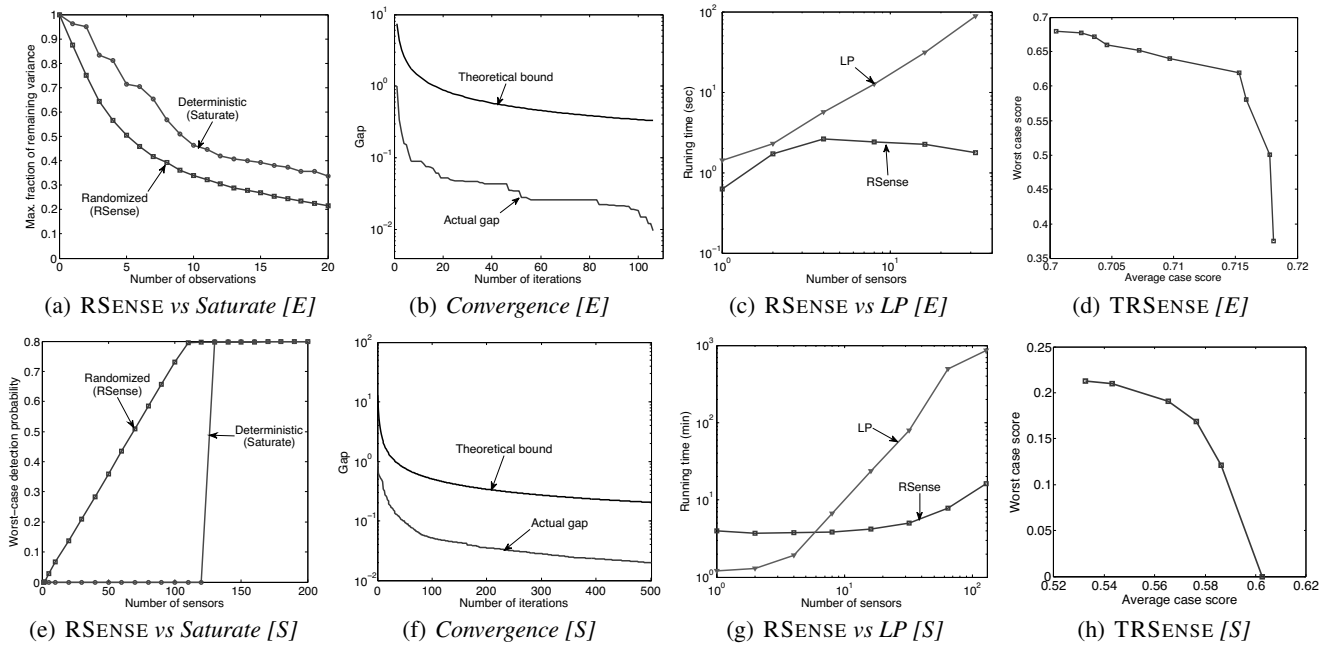 1
0.9
0.8
0.7
0.6
0.5
0.4
0.3
0.2
0.1
0
0 5 10 15 20
Max. fraction of remaining variance
Number of observations
Deterministic
(Saturate)
Randomized
(RSense)
(a) RSENSE vs Saturate [E]
10^1
10^0
10^-1
10^-2
0 20 40 60 80 100
Gap
Number of iterations
Theoretical bound
Actual gap
(b) Convergence [E]
10^2
10^1
10^0
10^-1
10^0 10^1
Runing time (sec)
Number of sensors
LP
RSense
(c) RSENSE vs LP [E]
0.7
0.65
0.6
0.55
0.5
0.45
0.4
0.35
0.7 0.705 0.71 0.715 0.72
Worst case score
Average case score
(d) TRSENSE [E]
0.8
0.7
0.6
0.5
0.4
0.3
0.2
0.1
0
0 50 100 150 200
Worst-case detection probability
Number of sensors
Randomized
(RSense)
Deterministic
(Saturate)
(e) RSENSE vs Saturate [S]
10^2
10^1
10^0
10^-1
10^-2
0 100 200 300 400 500
Gap
Number of iterations
Theoretical bound
Actual gap
(f) Convergence [S]
10^3
10^2
10^1
10^0
10^0 10^1 10^2
Running time (min)
Number of sensors
LP
RSense
(g) RSENSE vs LP [S]
0.25
0.2
0.15
0.1
0.05
0
0.52 0.54 0.56 0.58 0.6 0.62
Worst case score
Average case score
(h) TRSENSE [S]